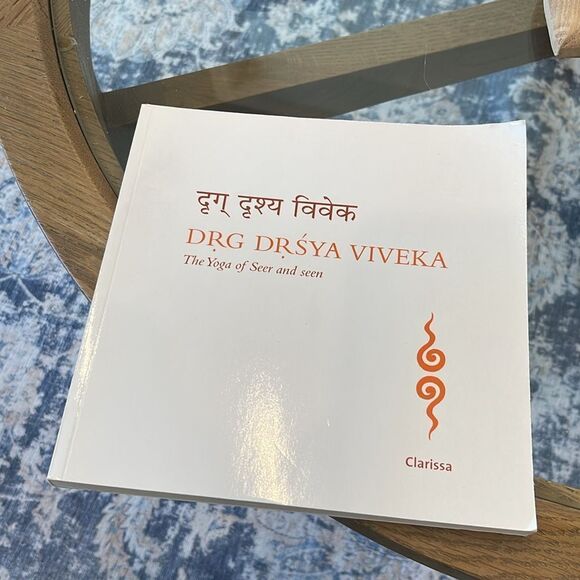 दृग् दृश्य विवेक
DṚG DṚŚYA VIVEKA
The Yoga of Seer and seen
Clarissa